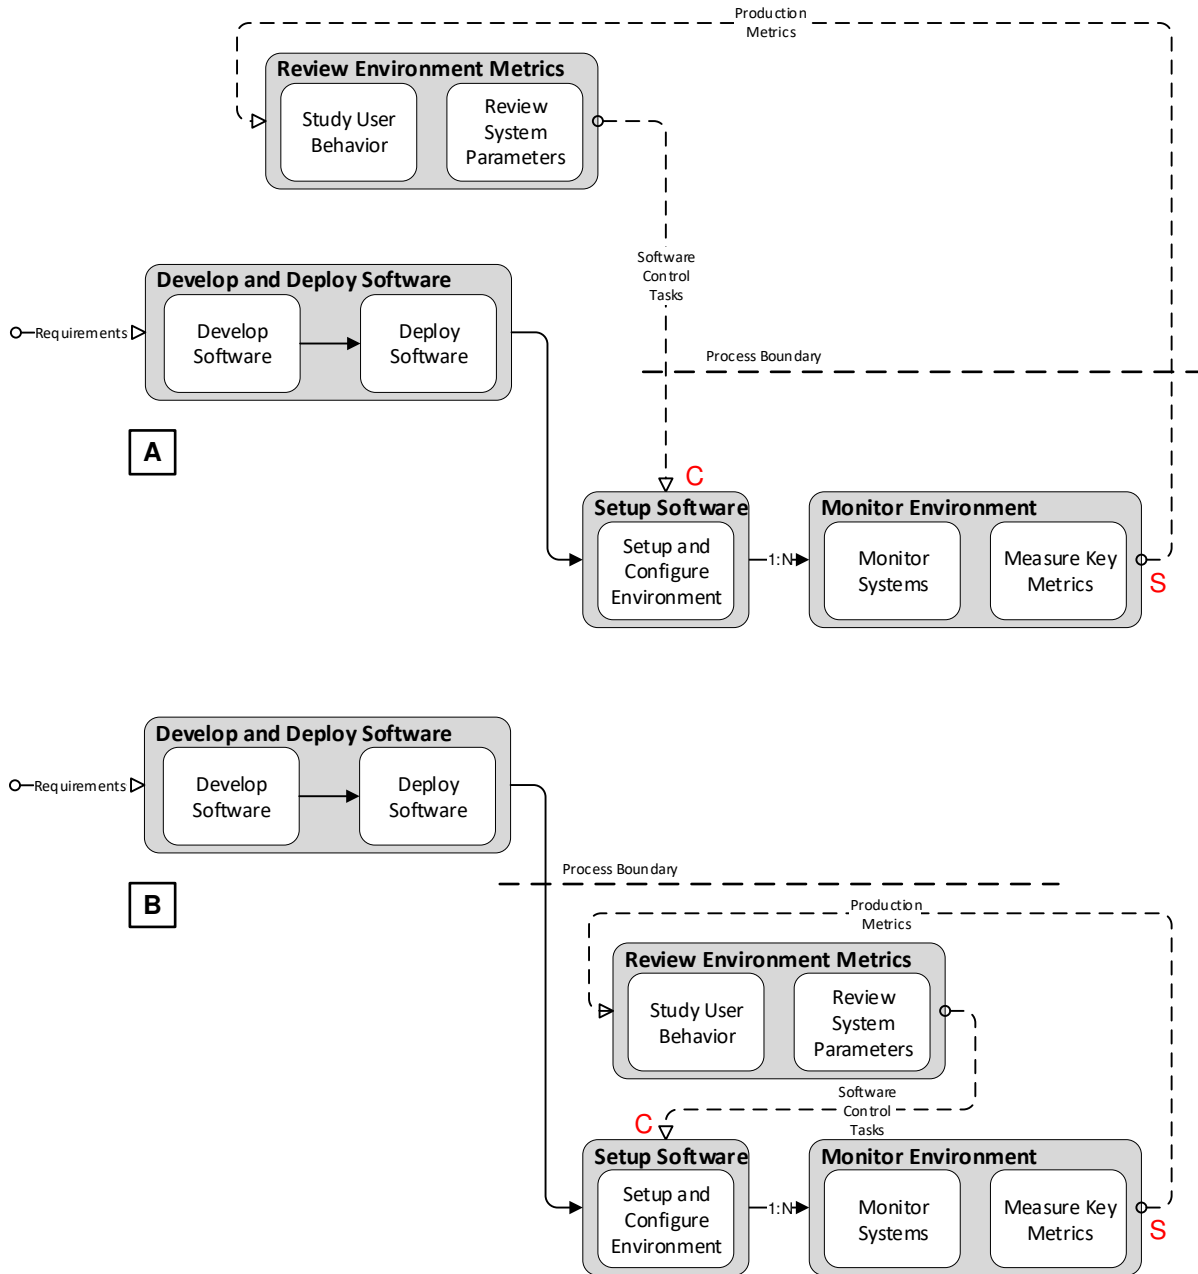 Production
Metrics
Review Environment Metrics
Study User
Behavior
Review
System
Parameters
Software
Control
Tasks
Develop and Deploy Software
Requirements
Develop
Software
Deploy
Software
Process Boundary
A
C
Setup Software
Setup and
Configure
Environment
1:N
Monitor Environment
Monitor
Systems
Measure Key
Metrics
S
Develop and Deploy Software
Requirements
Develop
Software
Deploy
Software
Process Boundary
B
Production
Metrics
Review Environment Metrics
Study User
Behavior
Review
System
Parameters
Software
Control
Tasks
C
Setup Software
Setup and
Configure
Environment
1:N
Monitor Environment
Monitor
Systems
Measure Key
Metrics
S